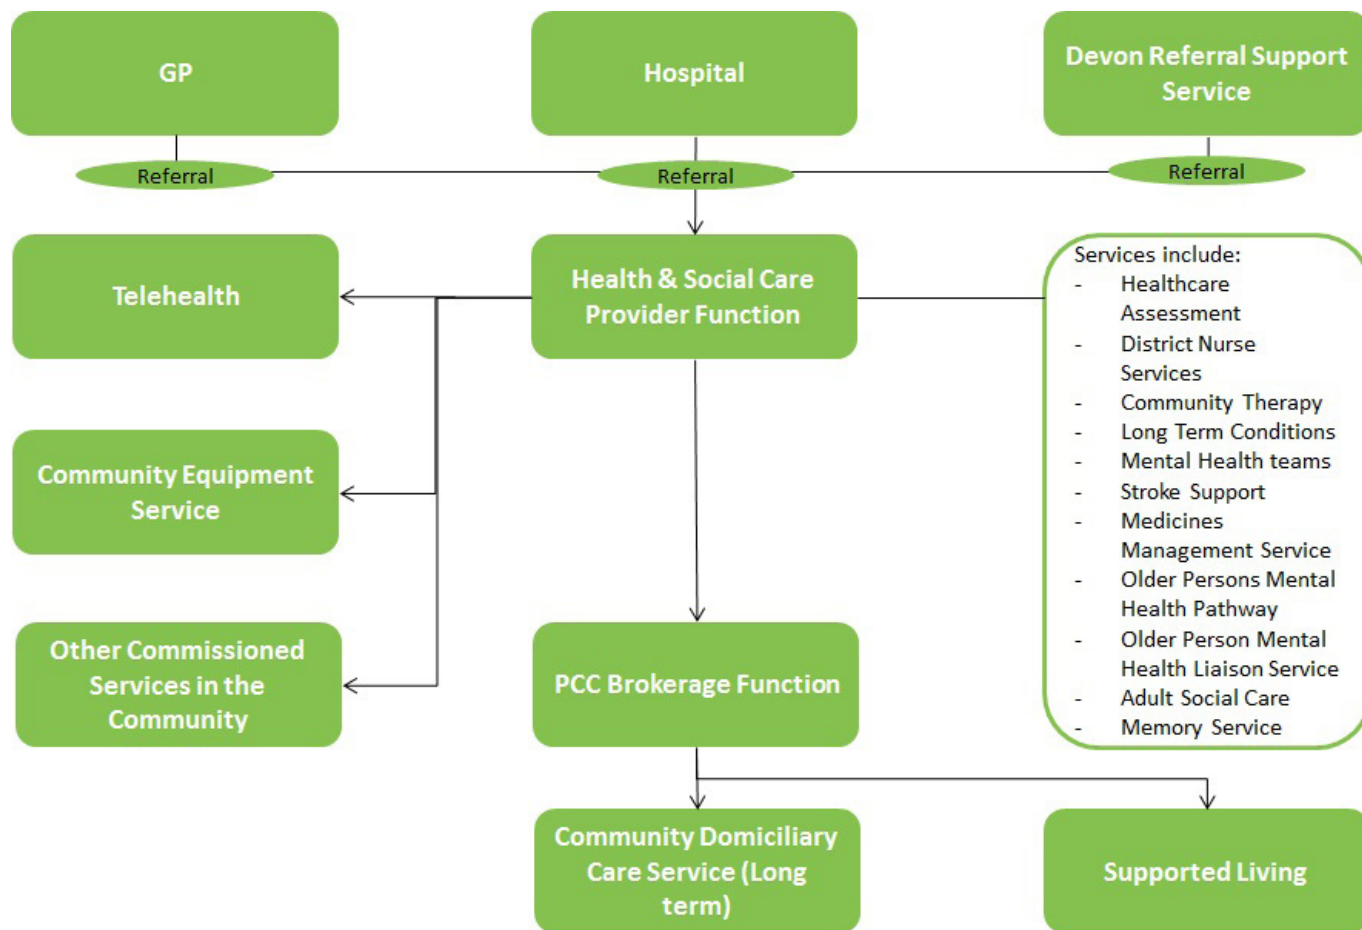 GP
Hospital
Devon Referral Support
Service
Referral
Referral
Referral
Telehealth
Health & Social Care
Provider Function
Services include:
- Healthcare
Assessment
- District Nurse
Services
- Community Therapy
- Long Term Conditions
- Mental Health teams
- Stroke Support
- Medicines
Management Service
- Older Persons Mental
Health Pathway
- Older Person Mental
Health Liaison Service
- Adult Social Care
- Memory Service
Community Equipment
Service
Other Commissioned
Services in the
Community
PCC Brokerage Function
Community Domiciliary
Care Service (Long
term)
Supported Living